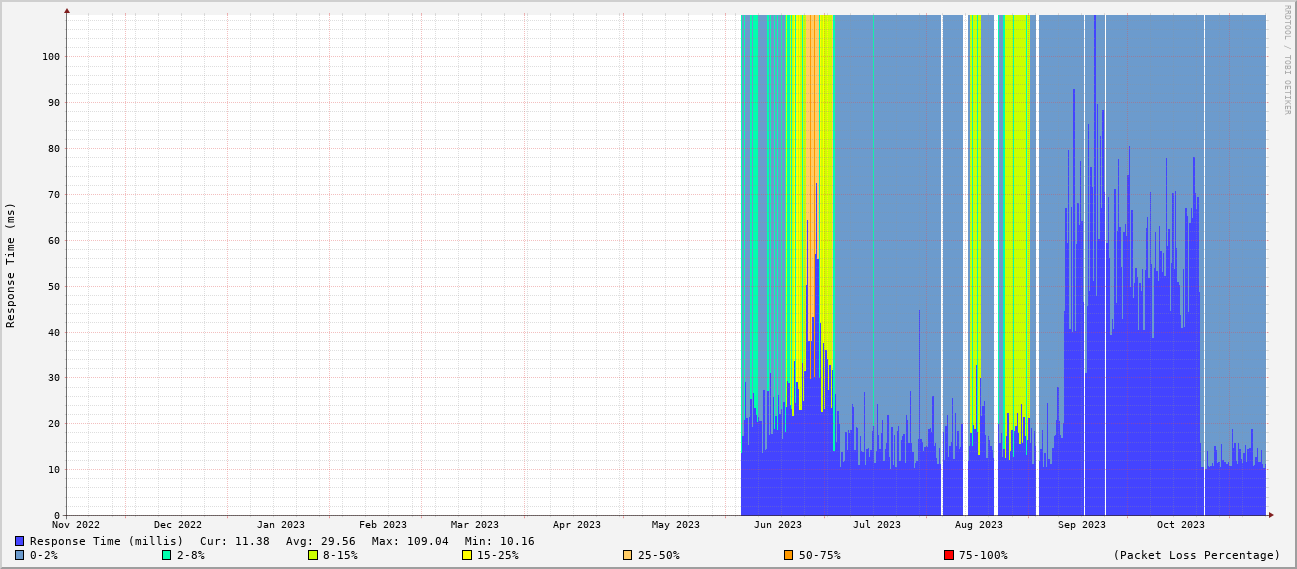 RRDTOOL / TOBI OETIKER
Response Time (ms)
100
90
80
70
60
50
40
30
20
10
0
Nov 2022 Dec 2022 Jan 2023 Feb 2023 Mar 2023 Apr 2023 May 2023 Jun 2023 Jul 2023 Aug 2023 Sep 2023 Oct 2023
Response Time (millis) Cur: 11.38 Avg: 29.56 Max: 109.04 Min: 10.16
0-2% 2-8% 8-15% 15-25% 25-50% 50-75% 75-100% (Packet Loss Percentage)